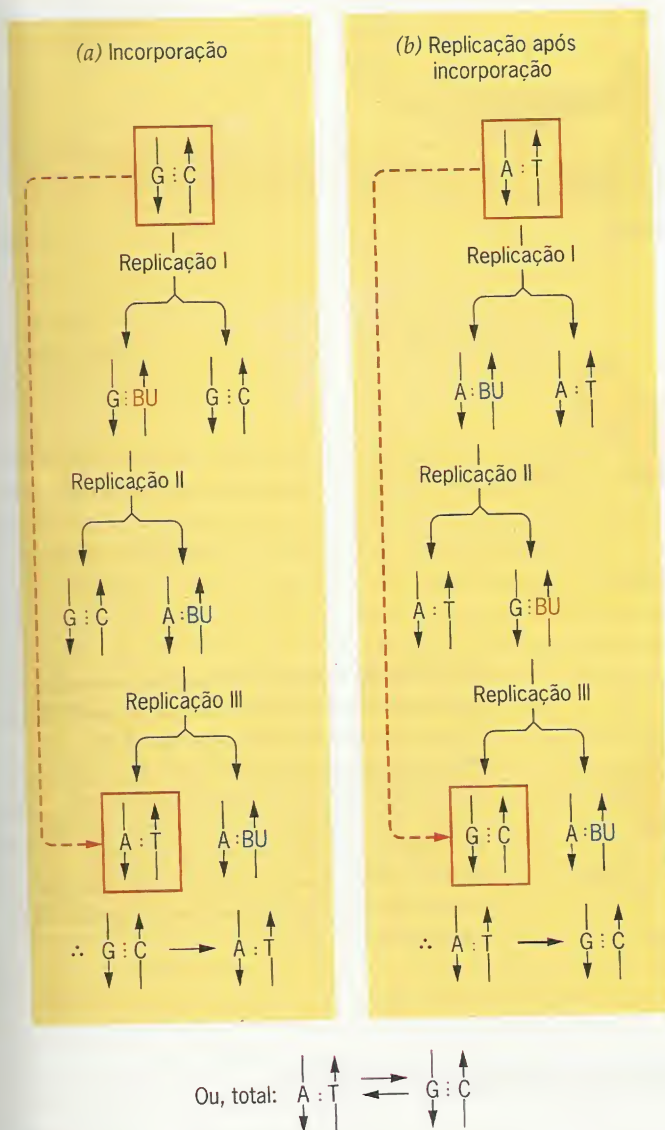 (a) Incorporação
G⋮C
Replicação I
G⋮BU G⋮C
Replicação II
G⋮C A:BU
Replicação III
A:T A:BU
∴ G⋮C → A:T
(b) Replicação após
incorporação
A:T
Replicação I
A:BU A:T
Replicação II
A:T G⋮BU
Replicação III
G⋮C A:BU
∴ A:T → G⋮C
Ou, total: A:T ⇄ G⋮C